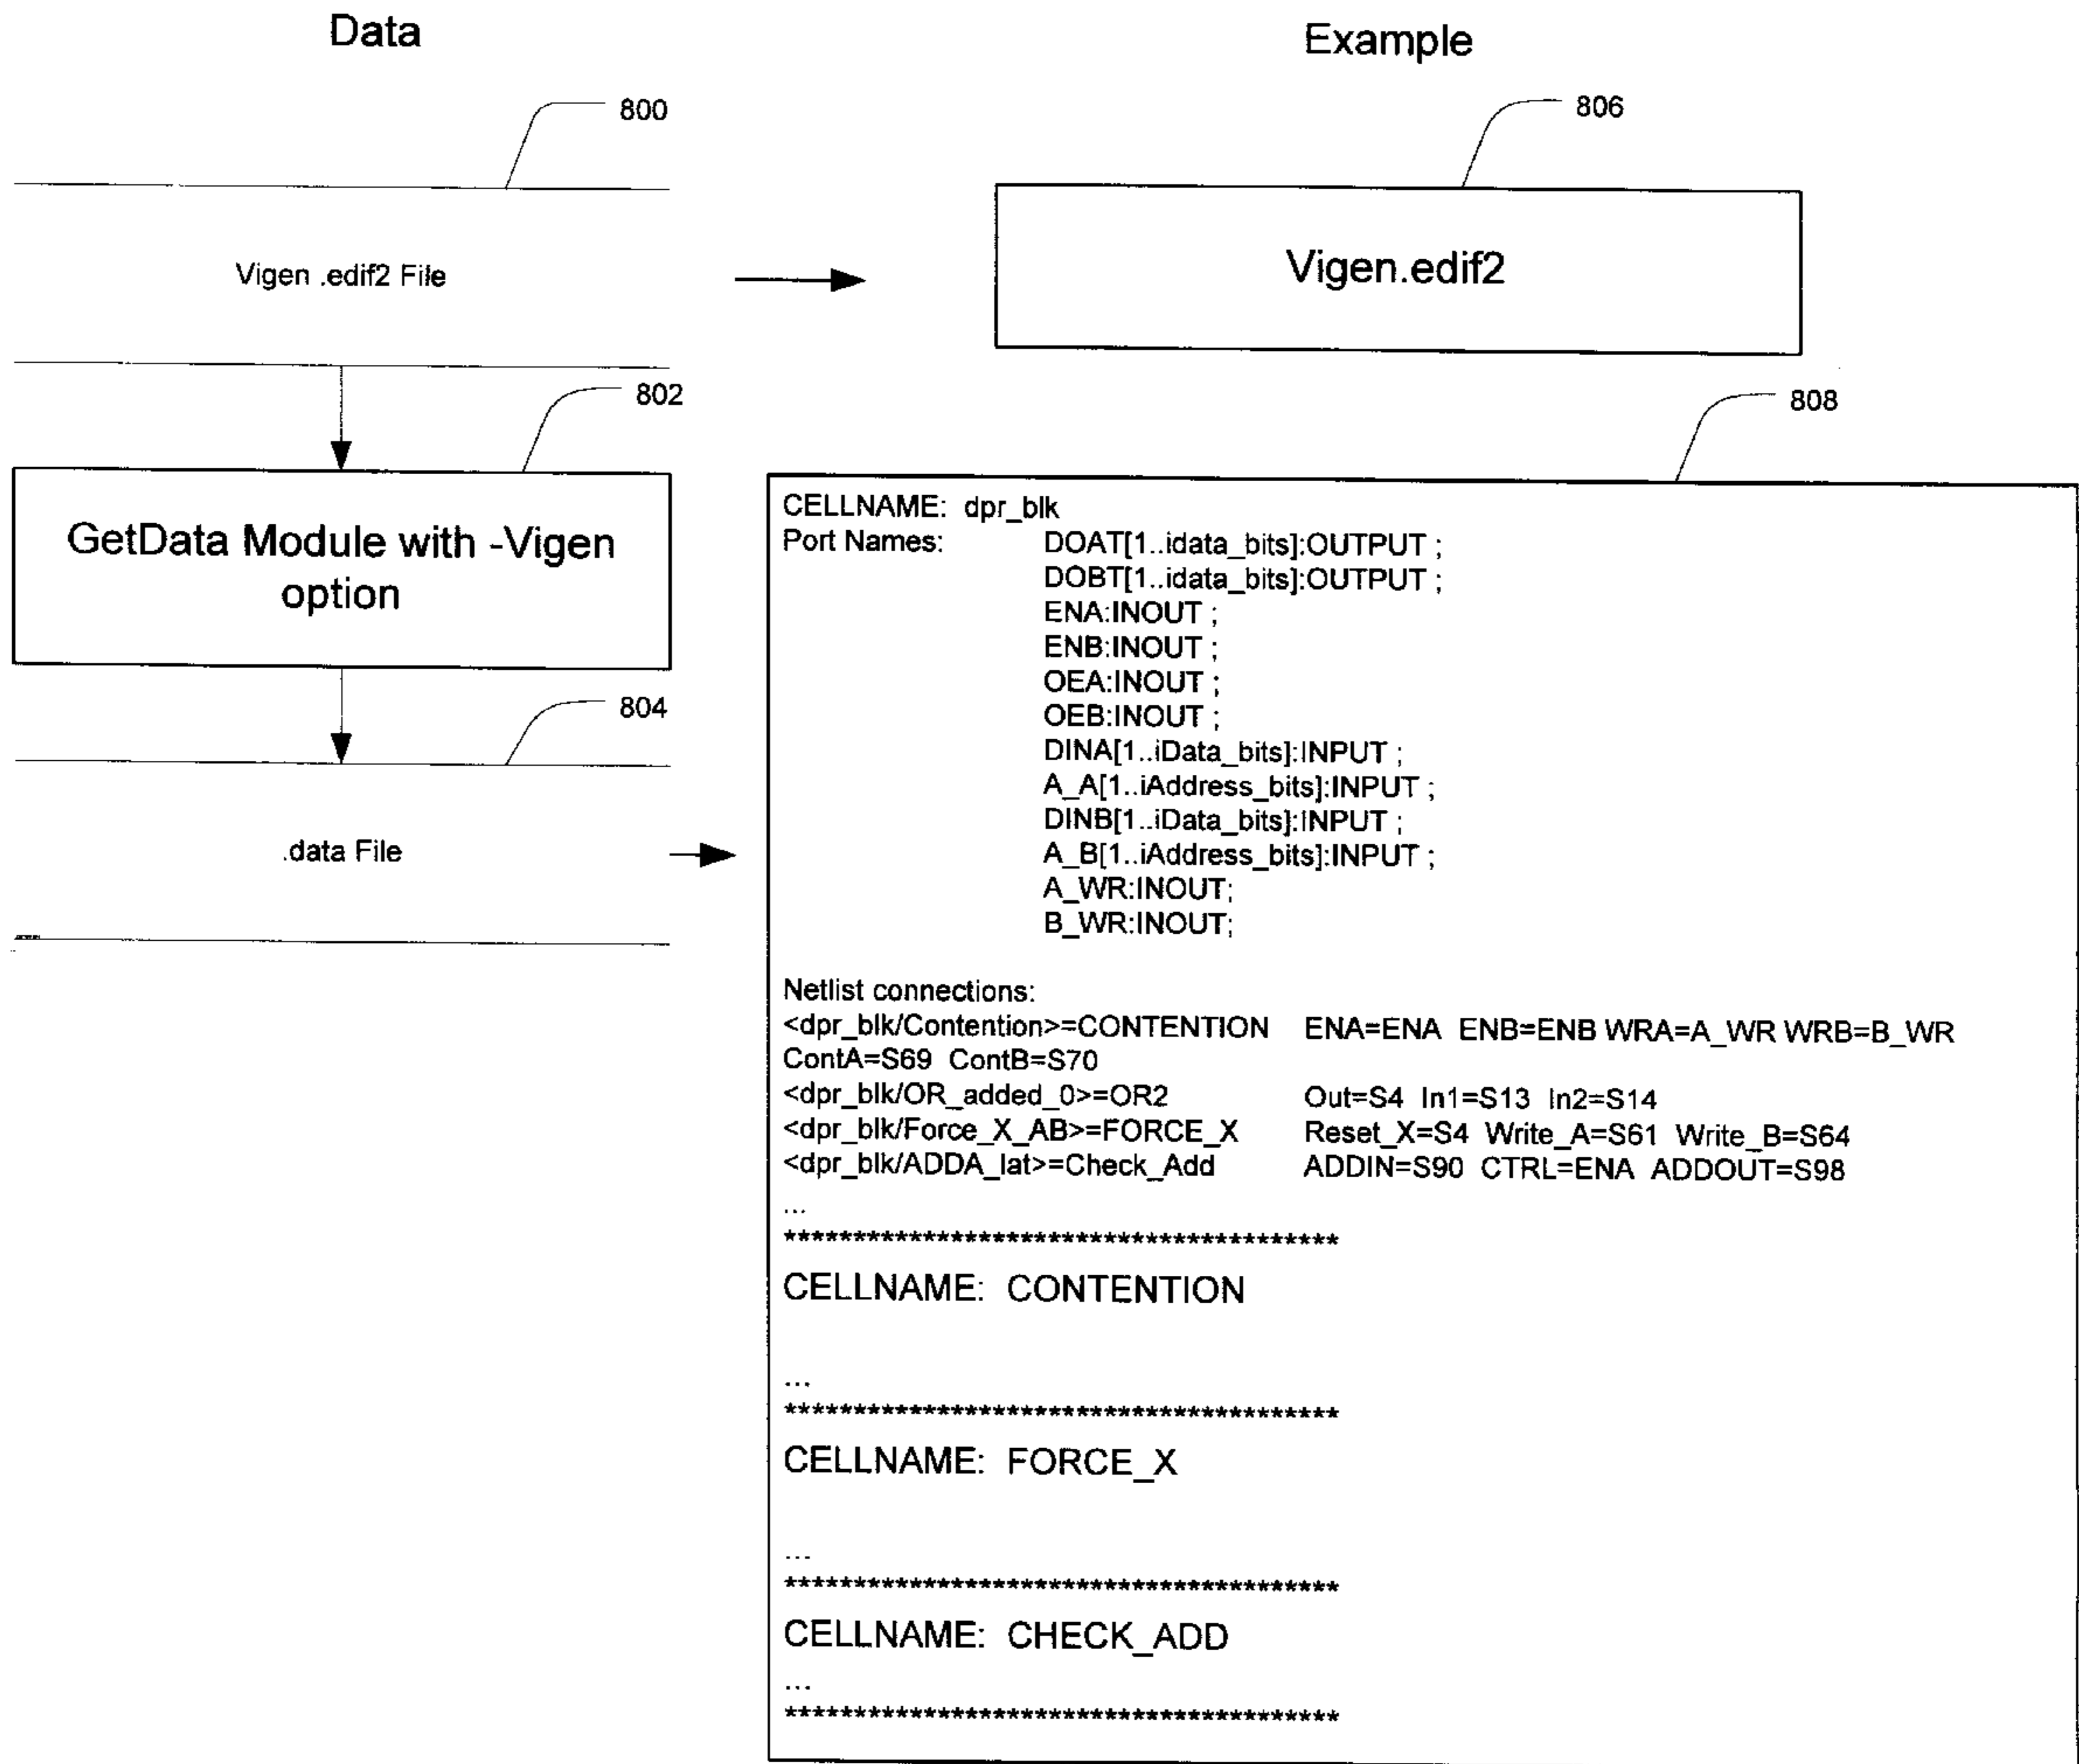 Data
Example
800
806
Vigen .edif2 File
Vigen.edif2
802
808
GetData Module with -Vigen
option
804
.data File
CELLNAME: dpr_blk
Port Names: DOAT[1..idata_bits]:OUTPUT ;
DOBT[1..idata_bits]:OUTPUT ;
ENA:INOUT ;
ENB:INOUT ;
OEA:INOUT ;
OEB:INOUT ;
DINA[1..iData_bits]:INPUT ;
A_A[1..iAddress_bits]:INPUT ;
DINB[1..iData_bits]:INPUT ;
A_B[1..iAddress_bits]:INPUT ;
A_WR:INOUT;
B_WR:INOUT;
Netlist connections:
<dpr_blk/Contention>=CONTENTION ENA=ENA ENB=ENB WRA=A_WR WRB=B_WR
ContA=S69 ContB=S70
<dpr_blk/OR_added_0>=OR2 Out=S4 In1=S13 In2=S14
<dpr_blk/Force_X_AB>=FORCE_X Reset_X=S4 Write_A=S61 Write_B=S64
<dpr_blk/ADDA_lat>=Check_Add ADDIN=S90 CTRL=ENA ADDOUT=S98
...
****************************************
CELLNAME: CONTENTION
...
****************************************
CELLNAME: FORCE_X
...
****************************************
CELLNAME: CHECK_ADD
...
****************************************